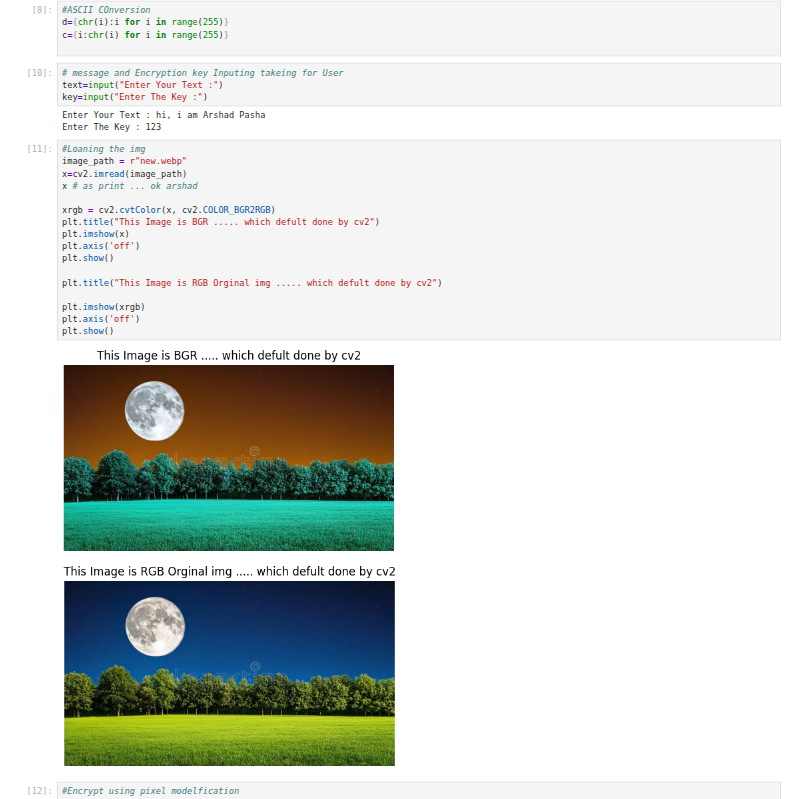 [8]:
#ASCII COnversion
d={chr(i):i for i in range(255)}
c={i:chr(i) for i in range(255)}
[10]:
# message and Encryption key Inputing takeing for User
text=input("Enter Your Text :")
key=input("Enter The Key :")
Enter Your Text : hi, i am Arshad Pasha
Enter The Key : 123
[11]:
#Loaning the img
image_path = r"new.webp"
x=cv2.imread(image_path)
x # as print ... ok arshad
xrgb = cv2.cvtColor(x, cv2.COLOR_BGR2RGB)
plt.title("This Image is BGR ..... which defult done by cv2")
plt.imshow(x)
plt.axis('off')
plt.show()
plt.title("This Image is RGB Orginal img ..... which defult done by cv2")
plt.imshow(xrgb)
plt.axis('off')
plt.show()
This Image is BGR ..... which defult done by cv2
This Image is RGB Orginal img ..... which defult done by cv2
[12]:
#Encrypt using pixel modelfication